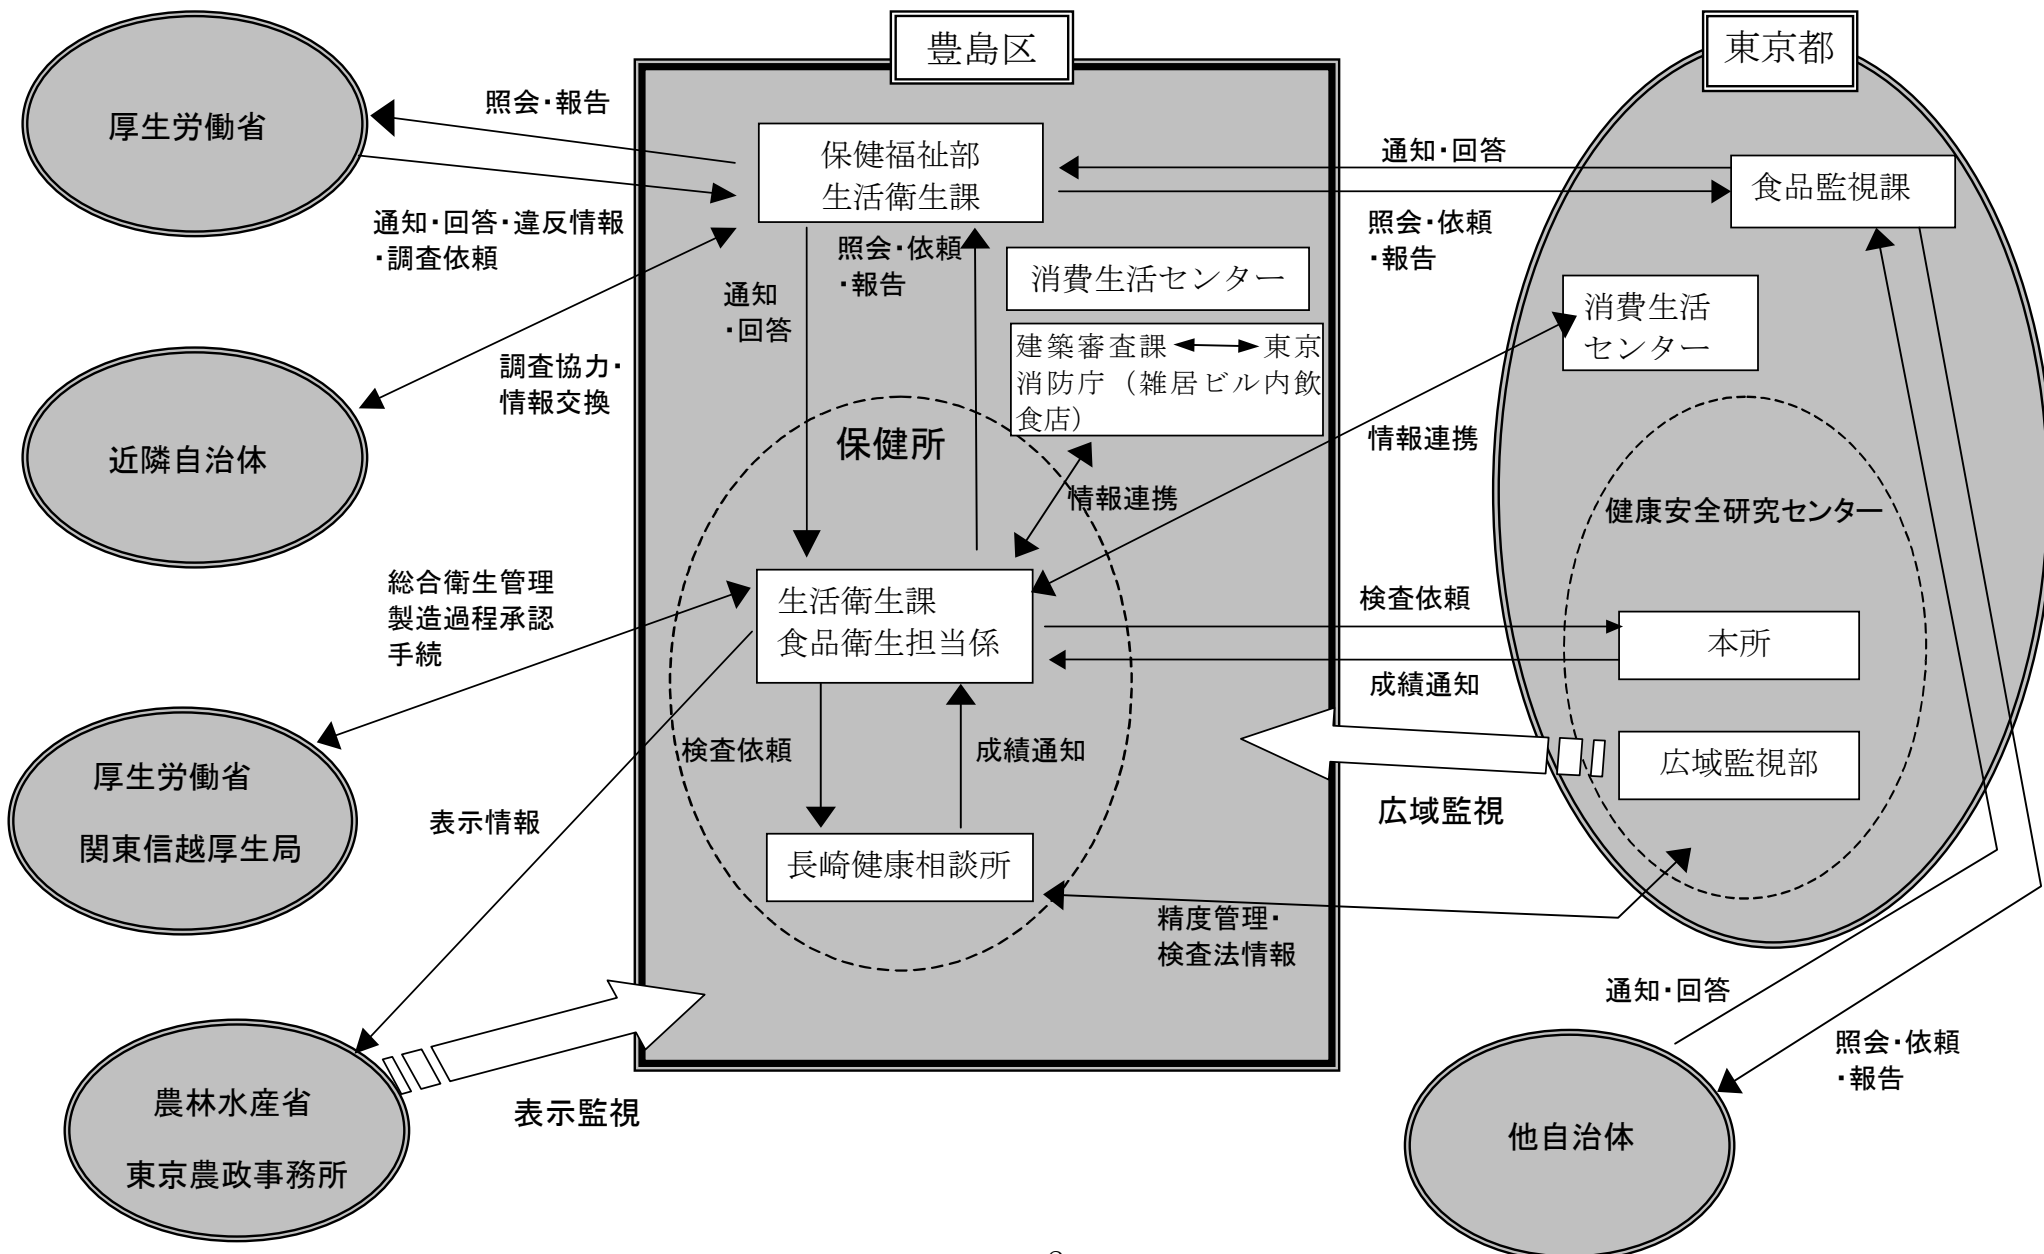 豊島区
東京都
厚生労働省
照会・報告
通知・回答・違反情報
・調査依頼
近隣自治体
調査協力・
情報交換
総合衛生管理
製造過程承認
手続
厚生労働省
関東信越厚生局
表示情報
農林水産省
東京農政事務所
表示監視
保健福祉部
生活衛生課
通知
・回答
照会・依頼
・報告
消費生活センター
建築審査課 東京
消防庁（雑居ビル内飲
食店）
保健所
情報連携
生活衛生課
食品衛生担当係
検査依頼
成績通知
長崎健康相談所
通知・回答
照会・依頼
・報告
情報連携
検査依頼
成績通知
広域監視
精度管理・
検査法情報
食品監視課
消費生活
センター
健康安全研究センター
本所
広域監視部
通知・回答
照会・依頼
・報告
他自治体